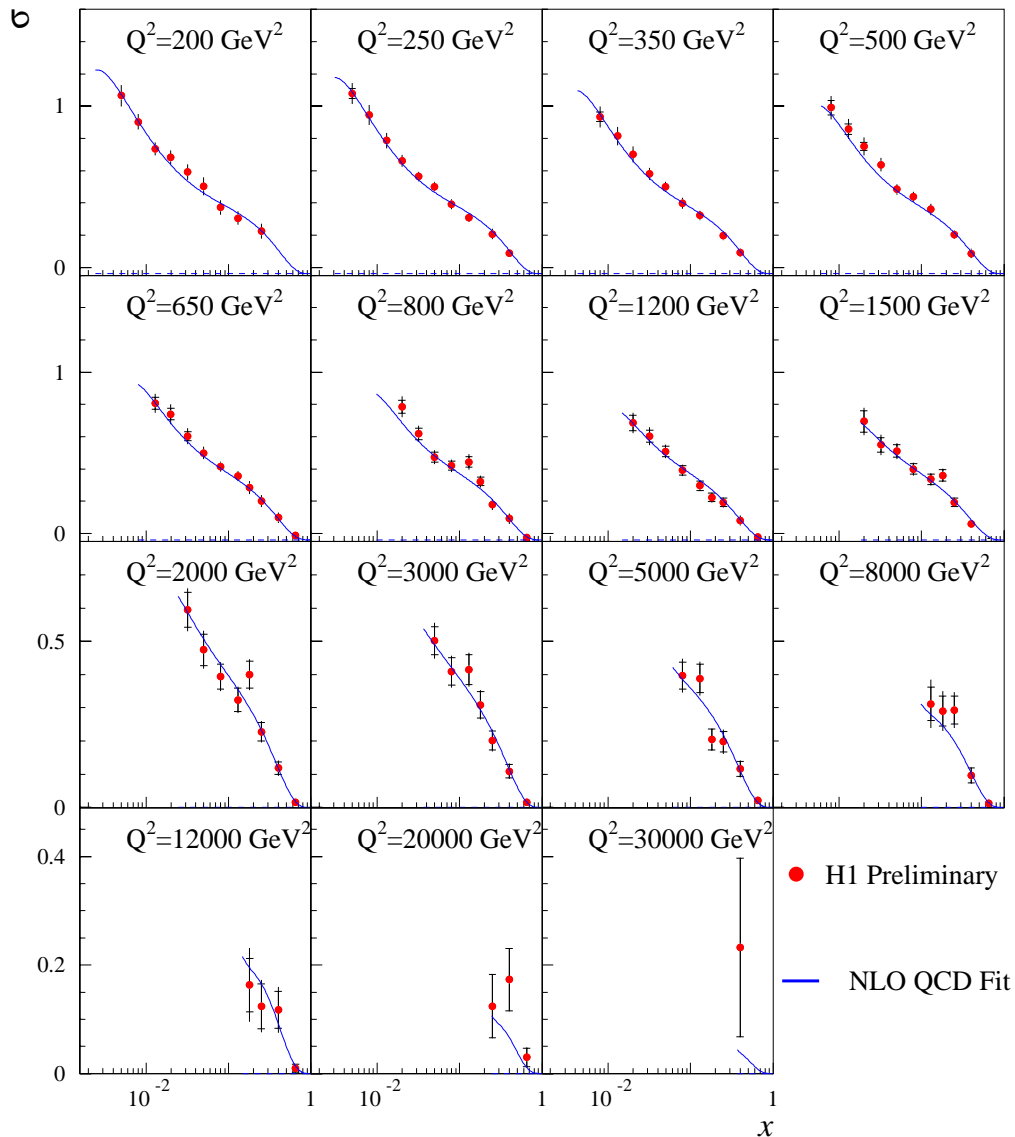 σ
Q²=200 GeV² Q²=250 GeV² Q²=350 GeV² Q²=500 GeV²
1
0
Q²=650 GeV² Q²=800 GeV² Q²=1200 GeV² Q²=1500 GeV²
1
0
Q²=2000 GeV² Q²=3000 GeV² Q²=5000 GeV² Q²=8000 GeV²
0.5
0
Q²=12000 GeV² Q²=20000 GeV² Q²=30000 GeV²
0.4
H1 Preliminary
0.2
NLO QCD Fit
0
10⁻² 1 10⁻² 1 10⁻² 1
x